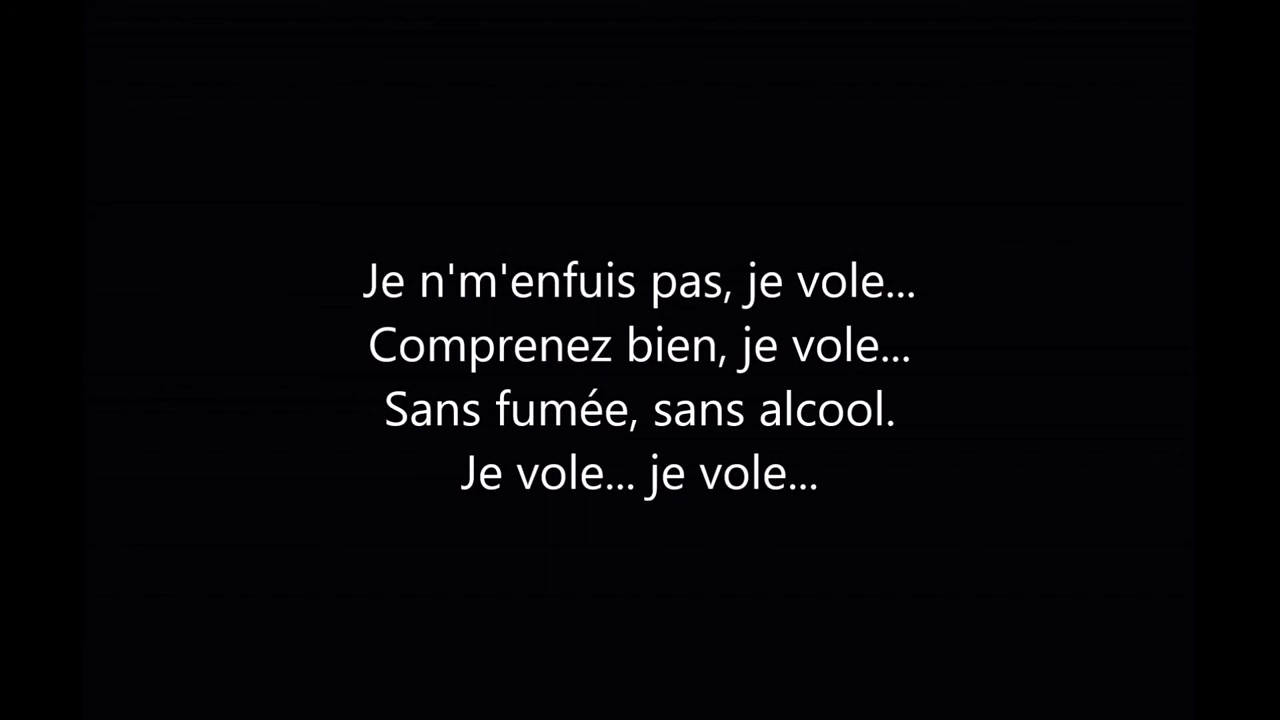 Je n'm'enfuis pas, je vole...
Comprenez bien, je vole...
Sans fumée, sans alcool.
Je vole... je vole...